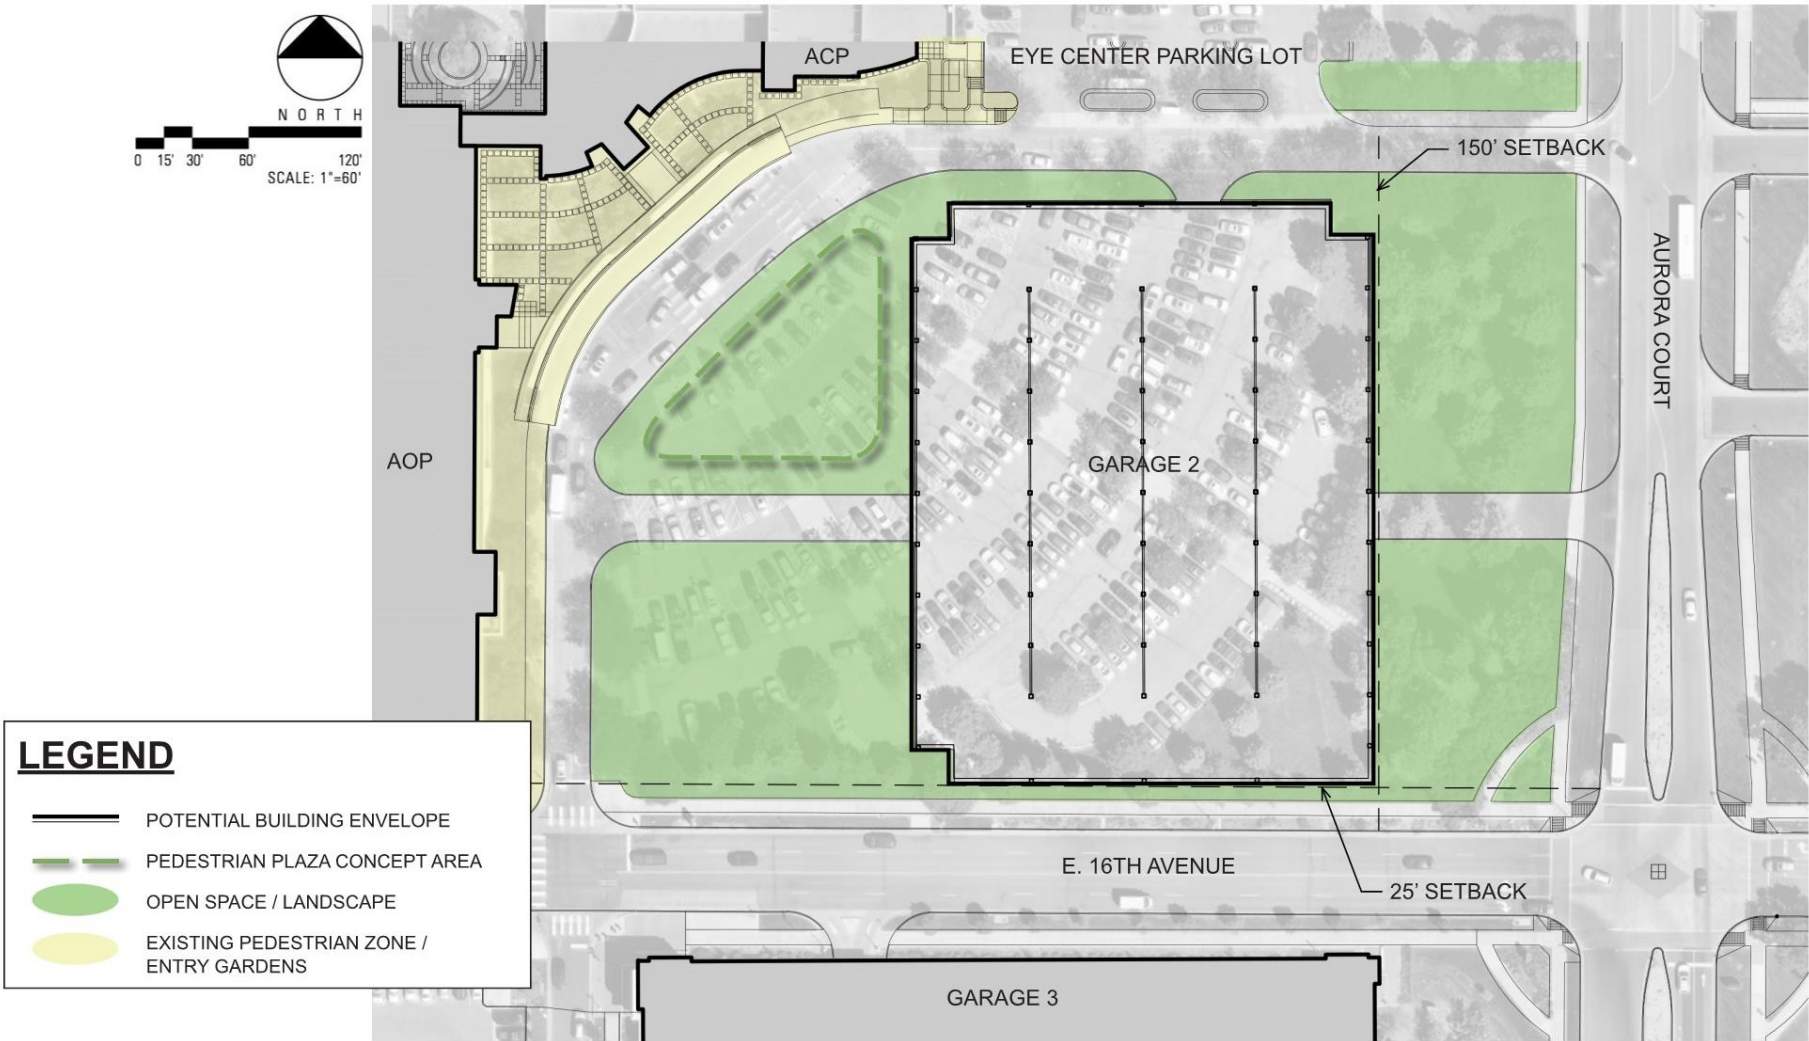 ACP
EYE CENTER PARKING LOT
NORTH
0 15' 30' 60' 120'
SCALE: 1"=60'
150' SETBACK
AURORA COURT
AOP
GARAGE 2
LEGEND
POTENTIAL BUILDING ENVELOPE
PEDESTRIAN PLAZA CONCEPT AREA
OPEN SPACE / LANDSCAPE
EXISTING PEDESTRIAN ZONE /
ENTRY GARDENS
E. 16TH AVENUE
25' SETBACK
GARAGE 3